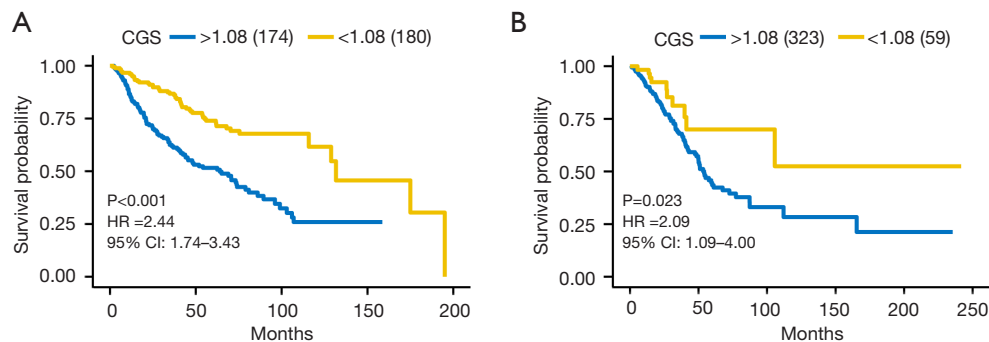 A
CGS >1.08 (174) <1.08 (180)
Survival probability
1.00
0.75
0.50
0.25
0.00
P<0.001
HR =2.44
95% CI: 1.74–3.43
0 50 100 150 200
Months
B
CGS >1.08 (323) <1.08 (59)
Survival probability
1.00
0.75
0.50
0.25
0.00
P=0.023
HR =2.09
95% CI: 1.09–4.00
0 50 100 150 200 250
Months